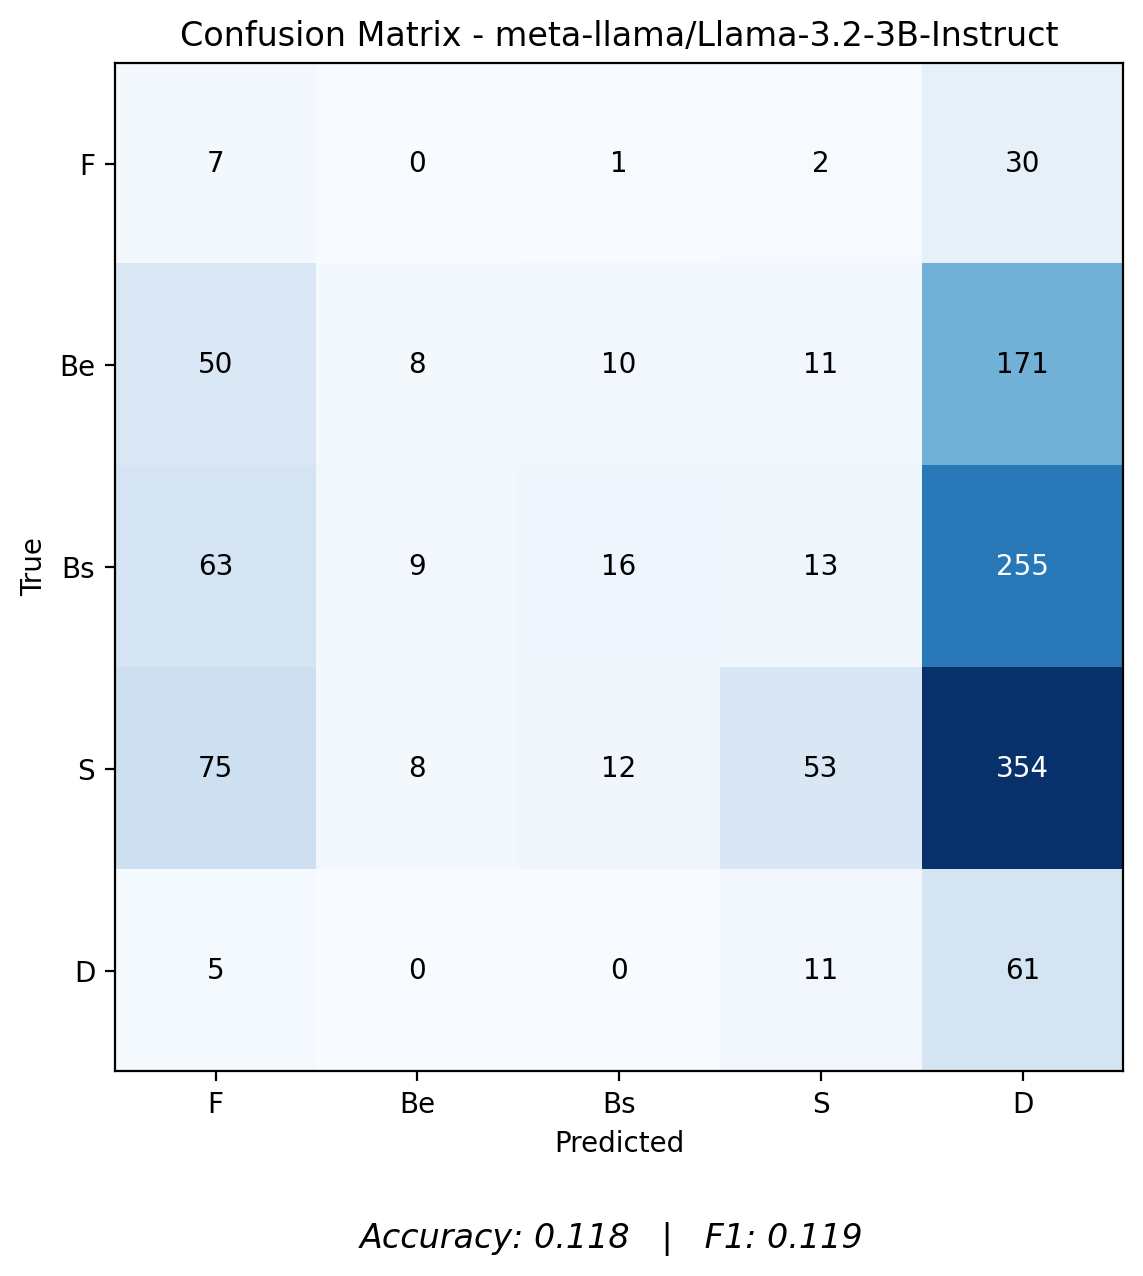 Confusion Matrix - meta-llama/Llama-3.2-3B-Instruct
F 7 0 1 2 30
Be 50 8 10 11 171
Bs 63 9 16 13 255
S 75 8 12 53 354
D 5 0 0 11 61
True
F Be Bs S D
Predicted
Accuracy: 0.118 | F1: 0.119